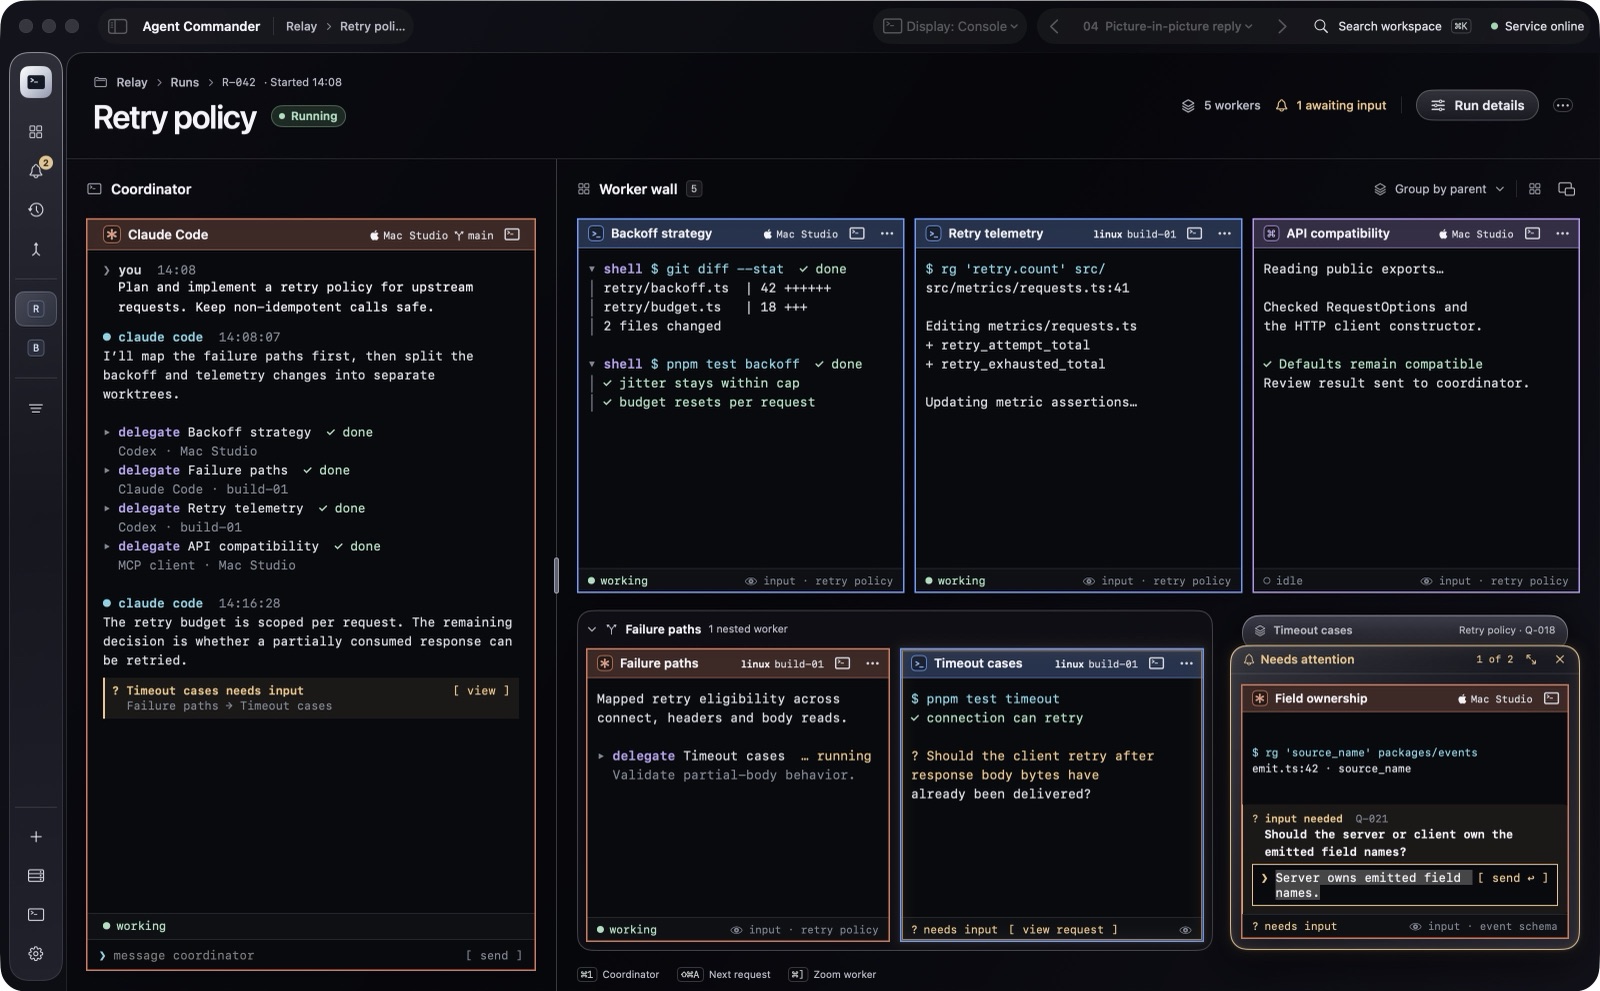 Agent Commander
Relay > Retry poli...
Display: Console
04 Picture-in-picture reply
Search workspace ⌘K
Service online
Relay > Runs > R-042 · Started 14:08
Retry policy
Running
5 workers
1 awaiting input
Run details
2
R
B
Coordinator
Claude Code
Mac Studio main
❯ you 14:08
Plan and implement a retry policy for upstream
requests. Keep non-idempotent calls safe.
claude code 14:08:07
I'll map the failure paths first, then split the
backoff and telemetry changes into separate
worktrees.
▸ delegate Backoff strategy ✓ done
Codex · Mac Studio
▸ delegate Failure paths ✓ done
Claude Code · build-01
▸ delegate Retry telemetry ✓ done
Codex · build-01
▸ delegate API compatibility ✓ done
MCP client · Mac Studio
claude code 14:16:28
The retry budget is scoped per request. The remaining
decision is whether a partially consumed response can
be retried.
? Timeout cases needs input [ view ]
Failure paths → Timeout cases
working
❯ message coordinator [ send ]
Worker wall 5
Group by parent
Backoff strategy
Mac Studio
▾ shell $ git diff --stat ✓ done
retry/backoff.ts | 42 ++++++
retry/budget.ts | 18 +++
2 files changed
▾ shell $ pnpm test backoff ✓ done
✓ jitter stays within cap
✓ budget resets per request
working
input · retry policy
Retry telemetry
linux build-01
$ rg 'retry.count' src/
src/metrics/requests.ts:41
Editing metrics/requests.ts
+ retry_attempt_total
+ retry_exhausted_total
Updating metric assertions…
working
input · retry policy
API compatibility
Mac Studio
Reading public exports…
Checked RequestOptions and
the HTTP client constructor.
✓ Defaults remain compatible
Review result sent to coordinator.
idle
input · retry policy
Failure paths 1 nested worker
Failure paths
linux build-01
Mapped retry eligibility across
connect, headers and body reads.
▸ delegate Timeout cases … running
Validate partial-body behavior.
working
input · retry policy
Timeout cases
linux build-01
$ pnpm test timeout
✓ connection can retry
? Should the client retry after
response body bytes have
already been delivered?
? needs input [ view request ]
Timeout cases
Retry policy · Q-018
Needs attention
1 of 2
Field ownership
Mac Studio
$ rg 'source_name' packages/events
emit.ts:42 · source_name
? input needed Q-021
Should the server or client own the
emitted field names?
❯ Server owns emitted field [ send ↩ ]
names.
? needs input
input · event schema
⌘1 Coordinator
⇧⌘A Next request
⌘] Zoom worker